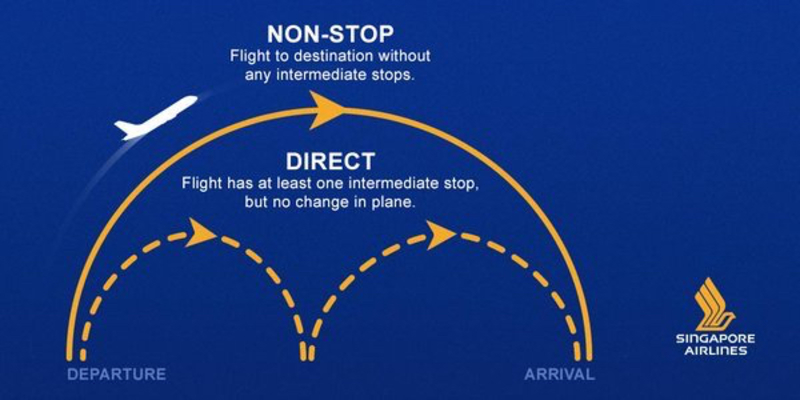 NON-STOP
Flight to destination without
any intermediate stops.
DIRECT
Flight has at least one intermediate stop,
but no change in plane.
DEPARTURE
ARRIVAL
SINGAPORE
AIRLINES